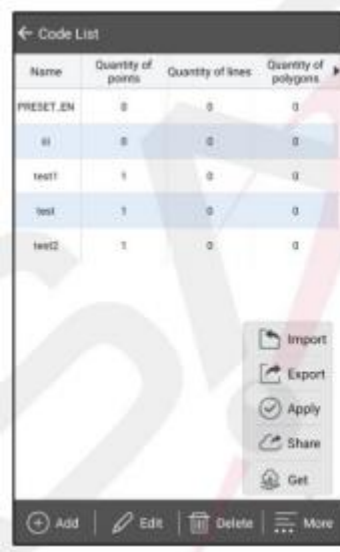 ← Code List
Name Quantity of points Quantity of lines Quantity of polygons
PRESET_EN 0 0 0
iii 0 0 0
test1 1 0 0
test 1 0 0
test2 1 0 0
Import
Export
Apply
Share
Get
Add Edit Delete More